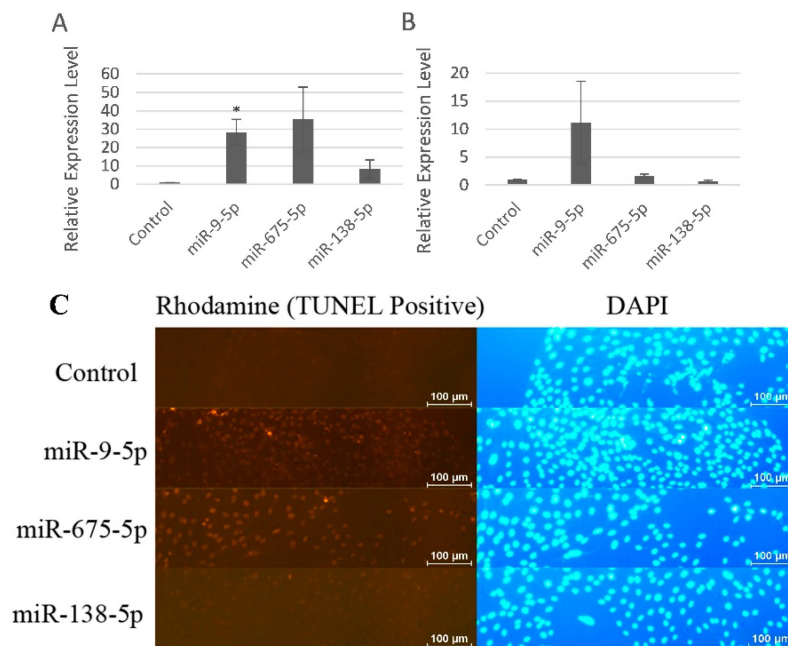 A
Relative Expression Level
60
50
40
30
20
10
0
*
Control
miR-9-5p
miR-675-5p
miR-138-5p
B
Relative Expression Level
20
15
10
5
0
Control
miR-9-5p
miR-675-5p
miR-138-5p
C
Rhodamine (TUNEL Positive) DAPI
Control
100 µm 100 µm
miR-9-5p
100 µm 100 µm
miR-675-5p
100 µm 100 µm
miR-138-5p
100 µm 100 µm